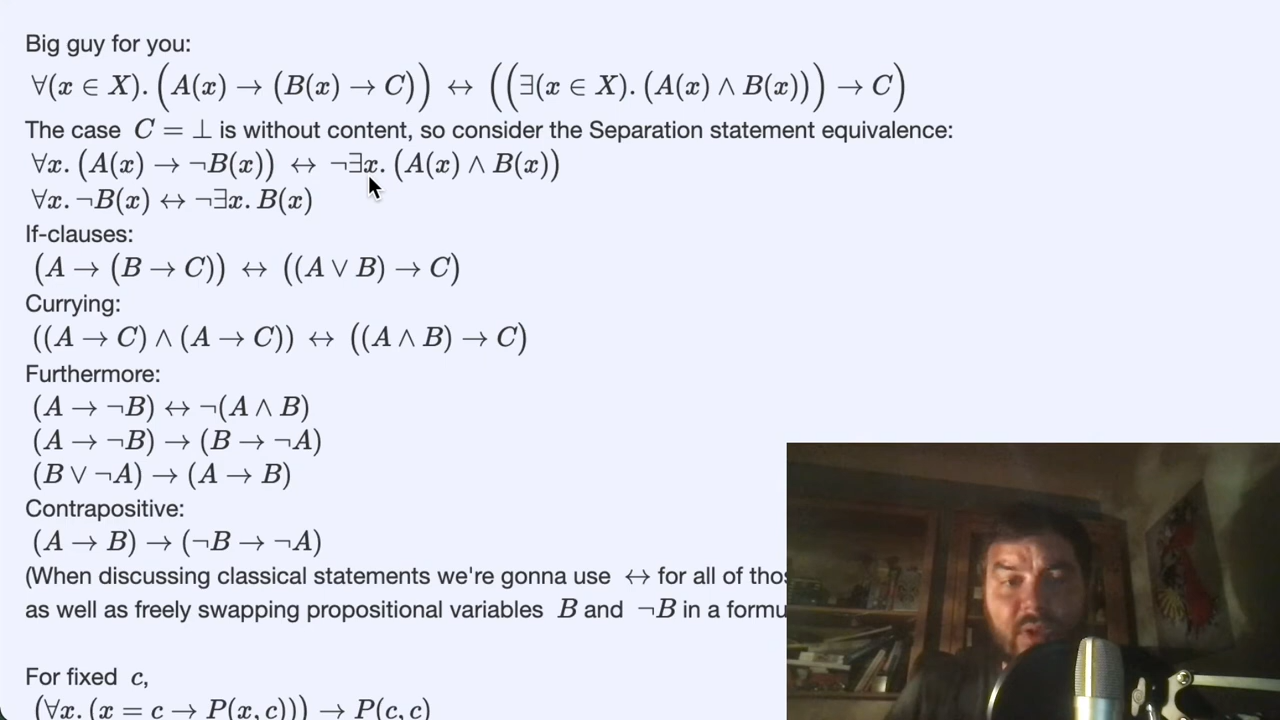 Big guy for you:
∀(x ∈ X). (A(x) → (B(x) → C)) ↔ ((∃(x ∈ X). (A(x) ∧ B(x))) → C)
The case C = ⊥ is without content, so consider the Separation statement equivalence:
∀x. (A(x) → ¬B(x)) ↔ ¬∃x. (A(x) ∧ B(x))
∀x. ¬B(x) ↔ ¬∃x. B(x)
If-clauses:
(A → (B → C)) ↔ ((A ∨ B) → C)
Currying:
((A → C) ∧ (A → C)) ↔ ((A ∧ B) → C)
Furthermore:
(A → ¬B) ↔ ¬(A ∧ B)
(A → ¬B) → (B → ¬A)
(B ∨ ¬A) → (A → B)
Contrapositive:
(A → B) → (¬B → ¬A)
(When discussing classical statements we're gonna use ↔ for all of
as well as freely swapping propositional variables B and ¬B in a
For fixed c,
(∀x. (x = c → P(x, c))) → P(c, c)